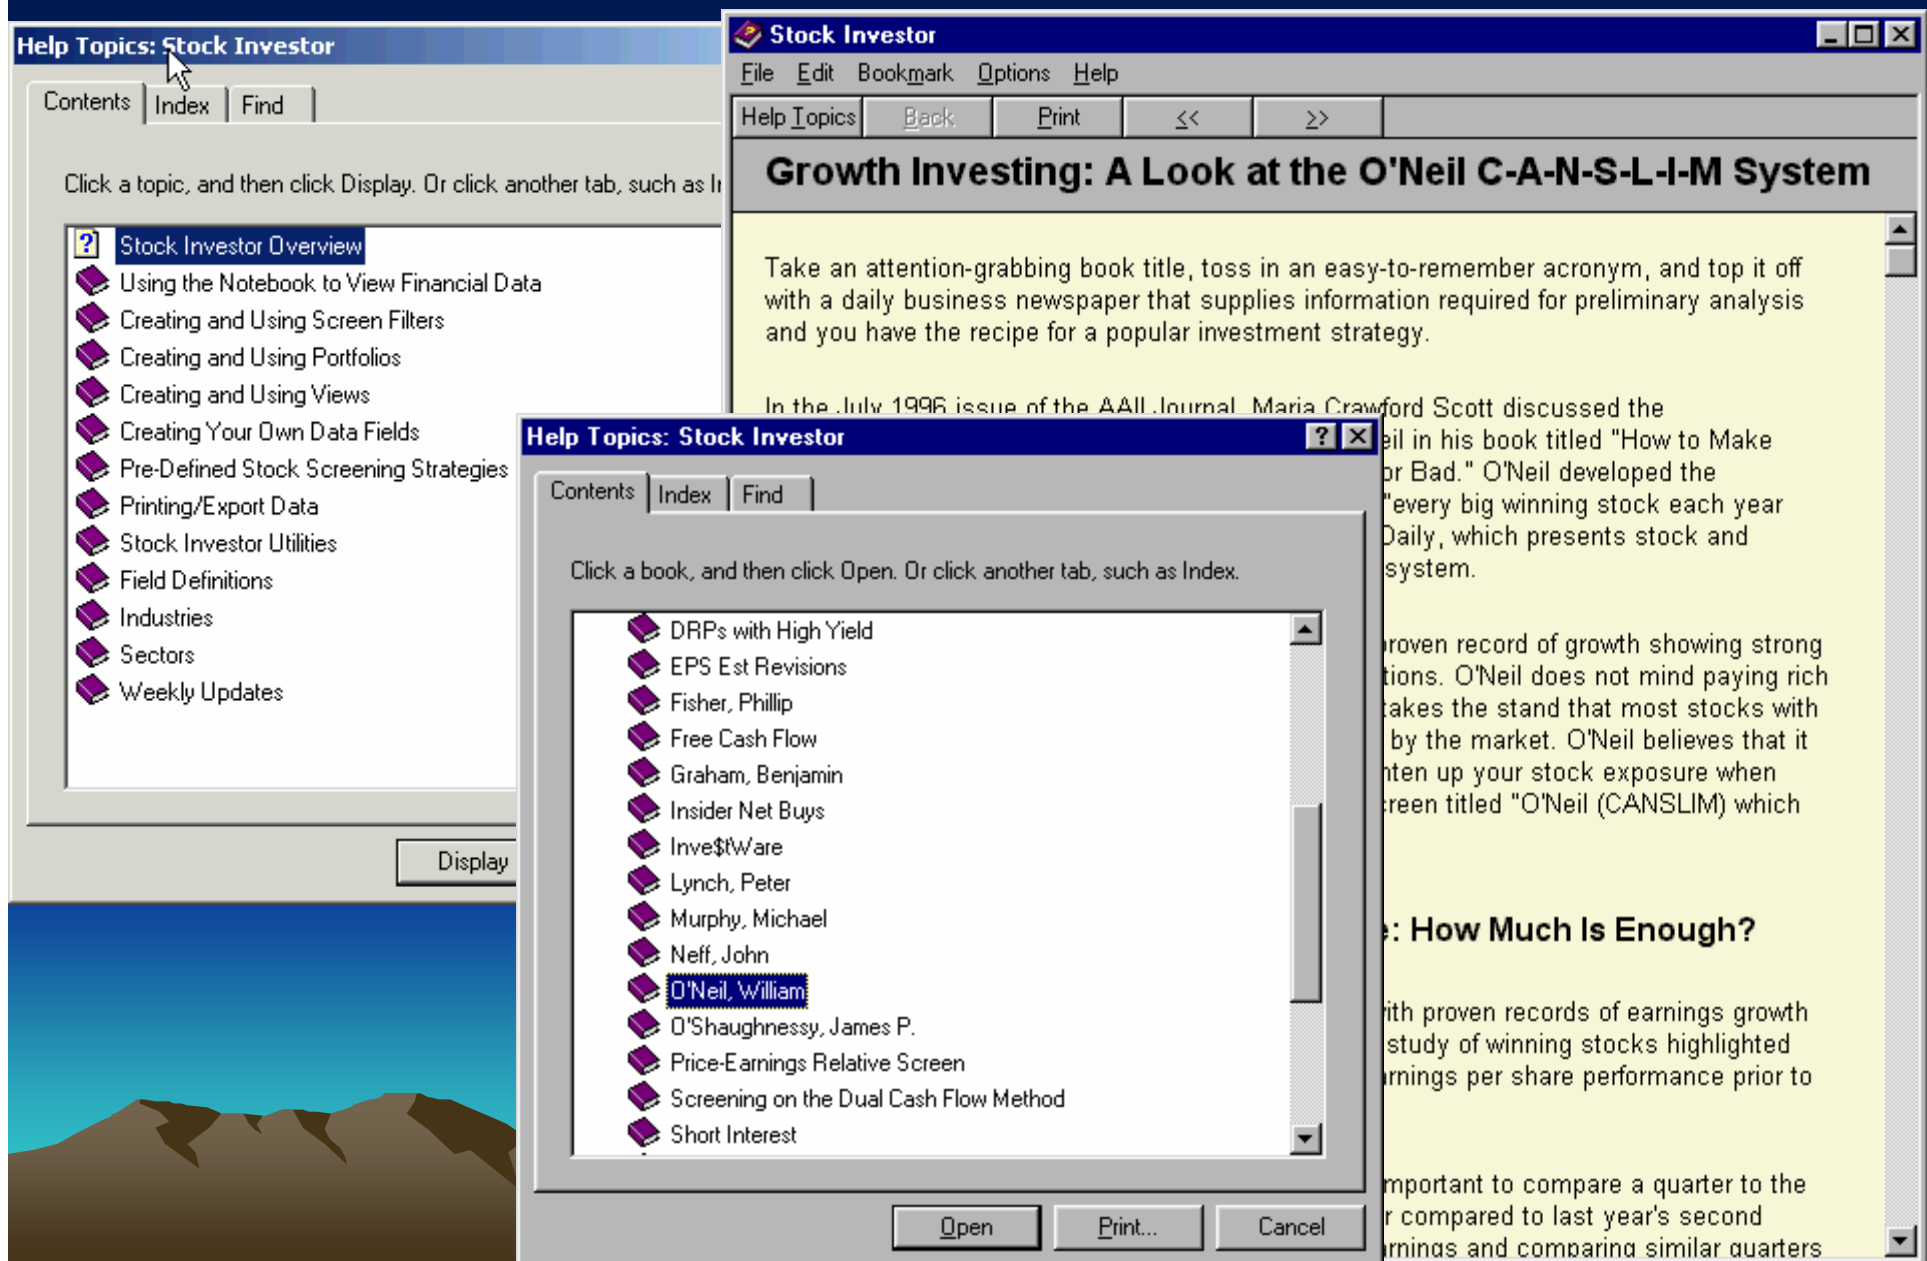 Help Topics: Stock Investor
Contents
Index
Find
Click a topic, and then click Display. Or click another tab, such as
Stock Investor Overview
Using the Notebook to View Financial Data
Creating and Using Screen Filters
Creating and Using Portfolios
Creating and Using Views
Creating Your Own Data Fields
Pre-Defined Stock Screening Strategies
Printing/Export Data
Stock Investor Utilities
Field Definitions
Industries
Sectors
Weekly Updates
Display
Stock Investor
File Edit Bookmark Options Help
Help Topics Back Print << >>
Growth Investing: A Look at the O'Neil C-A-N-S-L-I-M System
Take an attention-grabbing book title, toss in an easy-to-remember acronym, and top it off
with a daily business newspaper that supplies information required for preliminary analysis
and you have the recipe for a popular investment strategy.
In the July 1996 issue of the AAII Journal, Maria Crawford Scott discussed the
eil in his book titled "How to Make
or Bad." O'Neil developed the
"every big winning stock each year
Daily, which presents stock and
system.
proven record of growth showing strong
tions. O'Neil does not mind paying rich
takes the stand that most stocks with
by the market. O'Neil believes that it
hten up your stock exposure when
creen titled "O'Neil (CANSLIM) which
: How Much Is Enough?
ith proven records of earnings growth
study of winning stocks highlighted
rnings per share performance prior to
mportant to compare a quarter to the
r compared to last year's second
rnings and comparing similar quarters
Help Topics: Stock Investor
Contents
Index
Find
Click a book, and then click Open. Or click another tab, such as Index.
DRPs with High Yield
EPS Est Revisions
Fisher, Phillip
Free Cash Flow
Graham, Benjamin
Insider Net Buys
Inve$tWare
Lynch, Peter
Murphy, Michael
Neff, John
O'Neil, William
O'Shaughnessy, James P.
Price-Earnings Relative Screen
Screening on the Dual Cash Flow Method
Short Interest
Open
Print...
Cancel